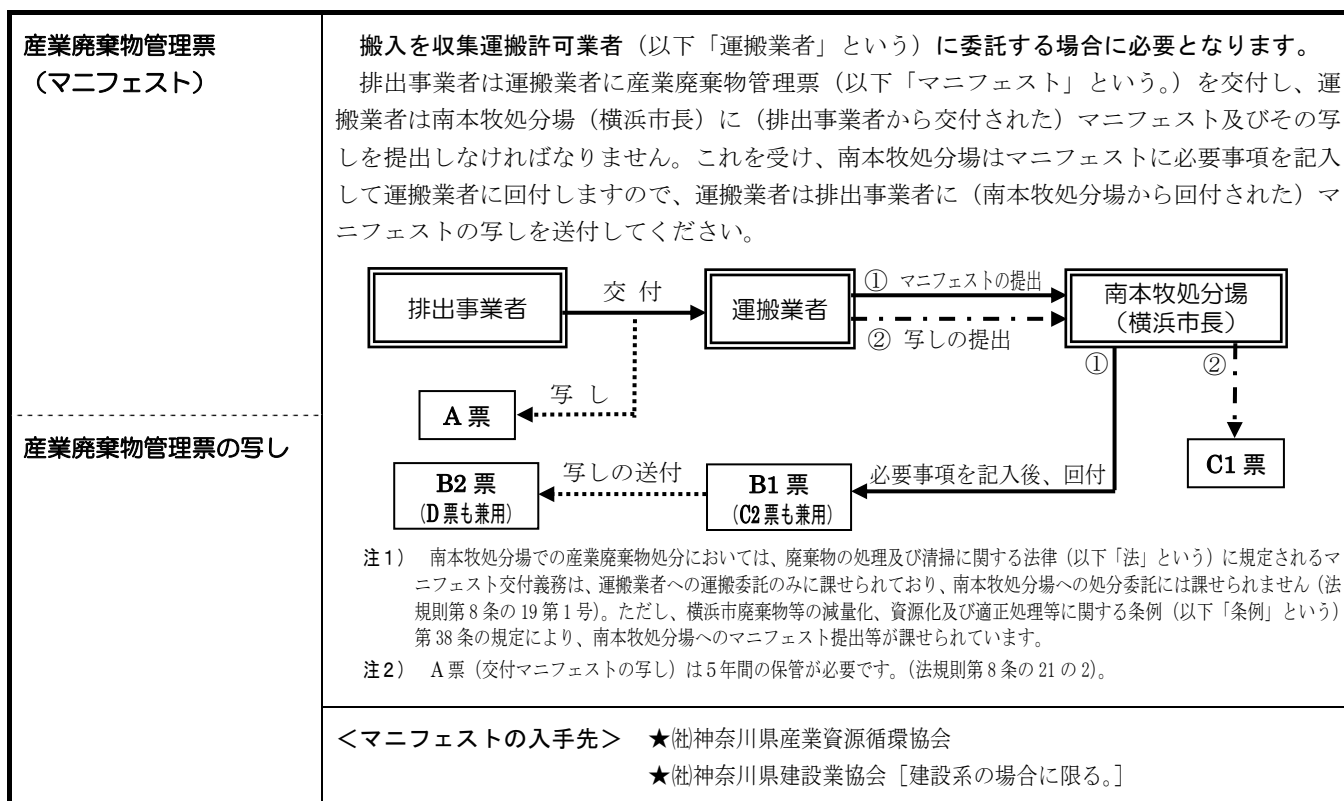 産業廃棄物管理票
（マニフェスト）
搬入を収集運搬許可業者（以下「運搬業者」という）に委託する場合に必要となります。
排出事業者は運搬業者に産業廃棄物管理票（以下「マニフェスト」という。）を交付し、運
搬業者は南本牧処分場（横浜市長）に（排出事業者から交付された）マニフェスト及びその写
しを提出しなければなりません。これを受け、南本牧処分場はマニフェストに必要事項を記入
して運搬業者に回付しますので、運搬業者は排出事業者に（南本牧処分場から回付された）マ
ニフェストの写しを送付してください。
排出事業者
交 付
運搬業者
① マニフェストの提出
② 写しの提出
南本牧処分場
（横浜市長）
①
②
写 し
A 票
産業廃棄物管理票の写し
C1 票
B2 票
（D 票も兼用）
写しの送付
B1 票
（C2 票も兼用）
必要事項を記入後、回付
注１） 南本牧処分場での産業廃棄物処分においては、廃棄物の処理及び清掃に関する法律（以下「法」という）に規定されるマ
ニフェスト交付義務は、運搬業者への運搬委託のみに課せられており、南本牧処分場への処分委託には課せられません（法
規則第 8 条の 19 第 1 号）。ただし、横浜市廃棄物等の減量化、資源化及び適正処理等に関する条例（以下「条例」という）
第 38 条の規定により、南本牧処分場へのマニフェスト提出等が課せられています。
注２） A 票（交付マニフェストの写し）は 5 年間の保管が必要です。（法規則第 8 条の 21 の 2）。
＜マニフェストの入手先＞ ★㈳神奈川県産業資源循環協会
★㈳神奈川県建設業協会［建設系の場合に限る。］